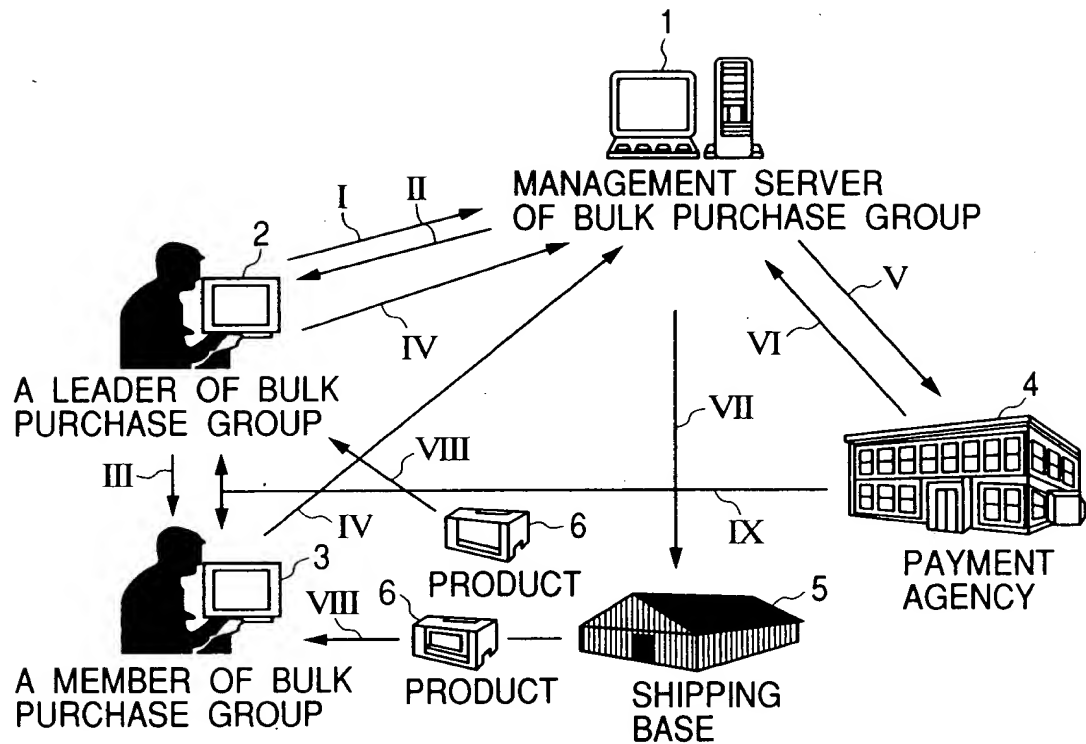 1
MANAGEMENT SERVER
OF BULK PURCHASE GROUP
I
II
2
IV
V
VI
A LEADER OF BULK
PURCHASE GROUP
VII
4
III
VIII
IV
6
IX
PRODUCT
PAYMENT
AGENCY
3
VIII
6
5
PRODUCT
A MEMBER OF BULK
PURCHASE GROUP
SHIPPING
BASE